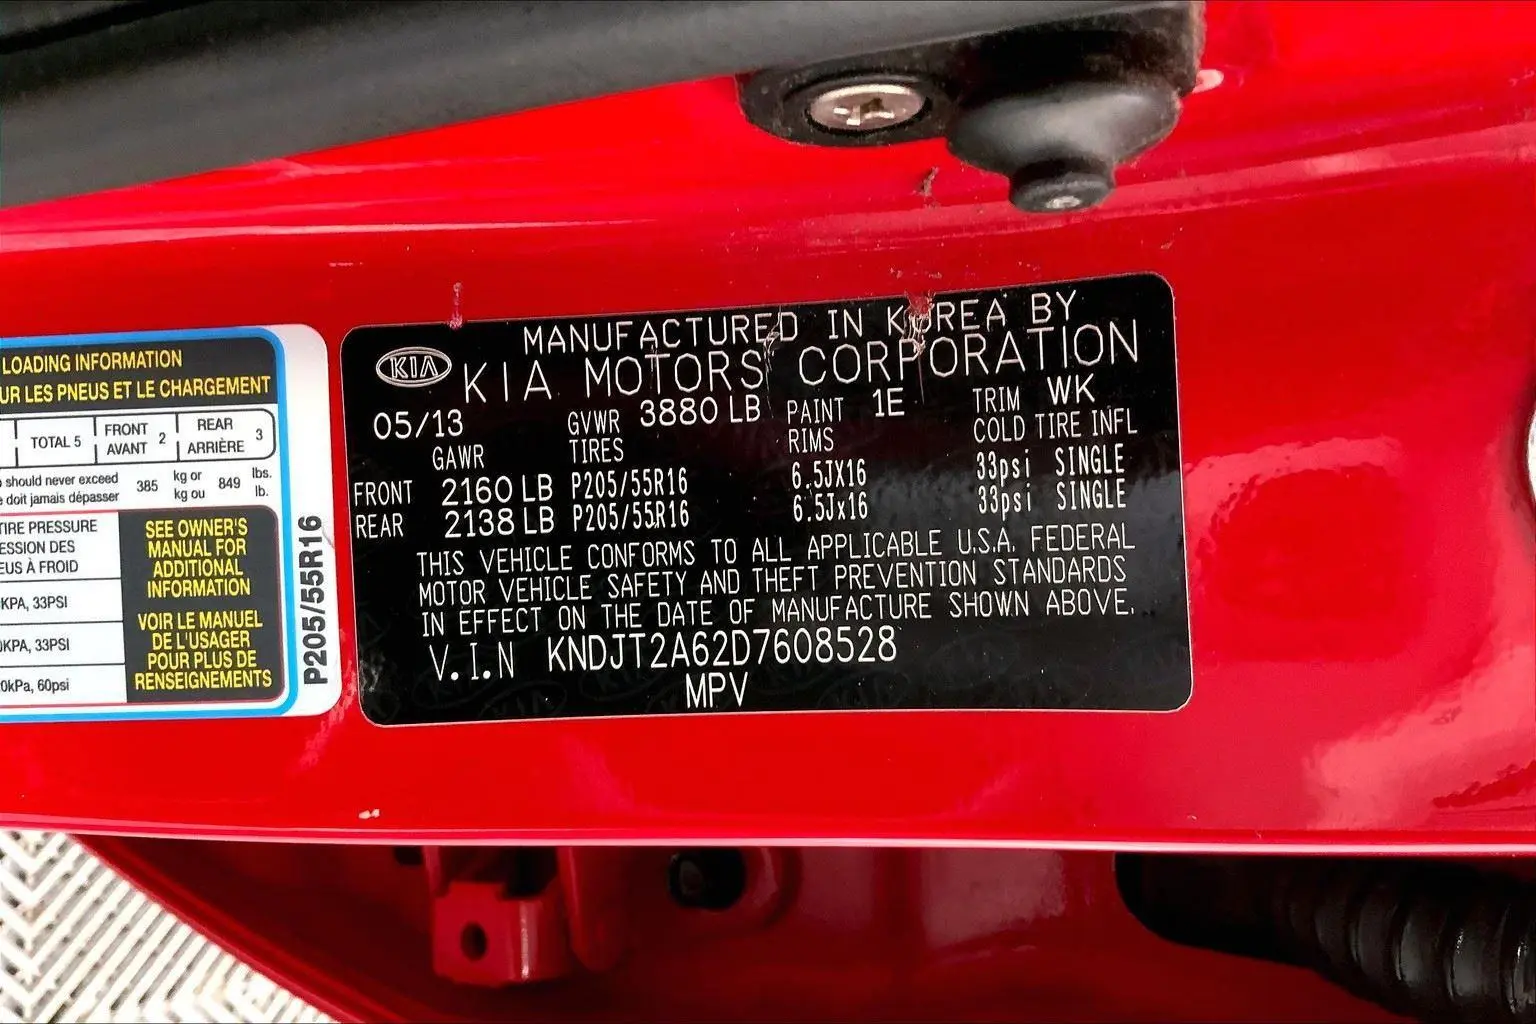 LOADING INFORMATION
UR LES PNEUS ET LE CHARGEMENT
TOTAL 5 FRONT AVANT 2 REAR ARRIÈRE 3
should never exceed 385 kg or 849 lbs.
doit jamais dépasser kg ou lb.
TIRE PRESSURE
ESSION DES
EUS À FROID
KPA, 33PSI
KPA, 33PSI
0kPa, 60psi
SEE OWNER'S
MANUAL FOR
ADDITIONAL
INFORMATION
VOIR LE MANUEL
DE L'USAGER
POUR PLUS DE
RENSEIGNEMENTS
P205/55R16
MANUFACTURED IN KOREA BY
KIA KIA MOTORS CORPORATION
05/13 GVWR 3880 LB PAINT 1E TRIM WK
GAWR TIRES RIMS COLD TIRE INFL
FRONT 2160 LB P205/55R16 6.5JX16 33psi SINGLE
REAR 2138 LB P205/55R16 6.5Jx16 33psi SINGLE
THIS VEHICLE CONFORMS TO ALL APPLICABLE U.S.A. FEDERAL
MOTOR VEHICLE SAFETY AND THEFT PREVENTION STANDARDS
IN EFFECT ON THE DATE OF MANUFACTURE SHOWN ABOVE.
V.I.N KNDJT2A62D7608528
MPV